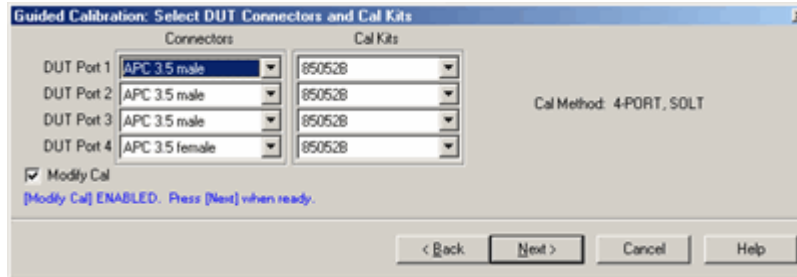 Guided Calibration: Select DUT Connectors and Cal Kits
Connectors Cal Kits
DUT Port 1 APC 3.5 male 85052B
DUT Port 2 APC 3.5 male 85052B
DUT Port 3 APC 3.5 male 85052B
DUT Port 4 APC 3.5 female 85052B
Cal Method: 4-PORT, SOLT
Modify Cal
[Modify Cal] ENABLED. Press [Next] when ready.
< Back Next > Cancel Help